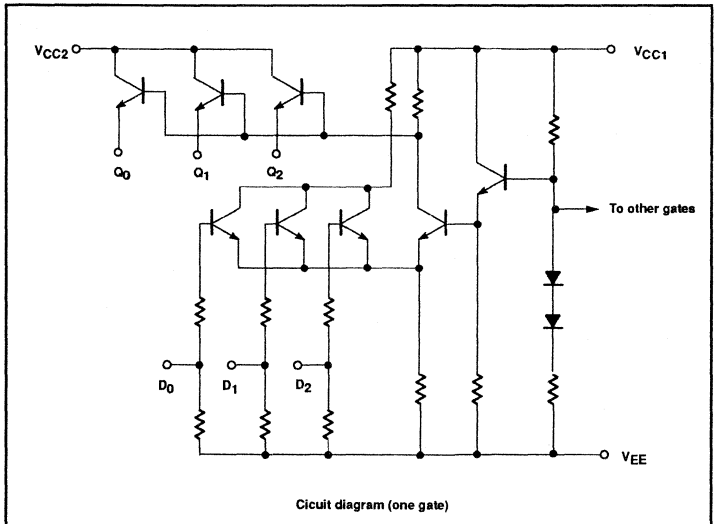 VCC2
VCC1
Q0
Q1
Q2
To other gates
D0
D1
D2
VEE
Cicuit diagram (one gate)